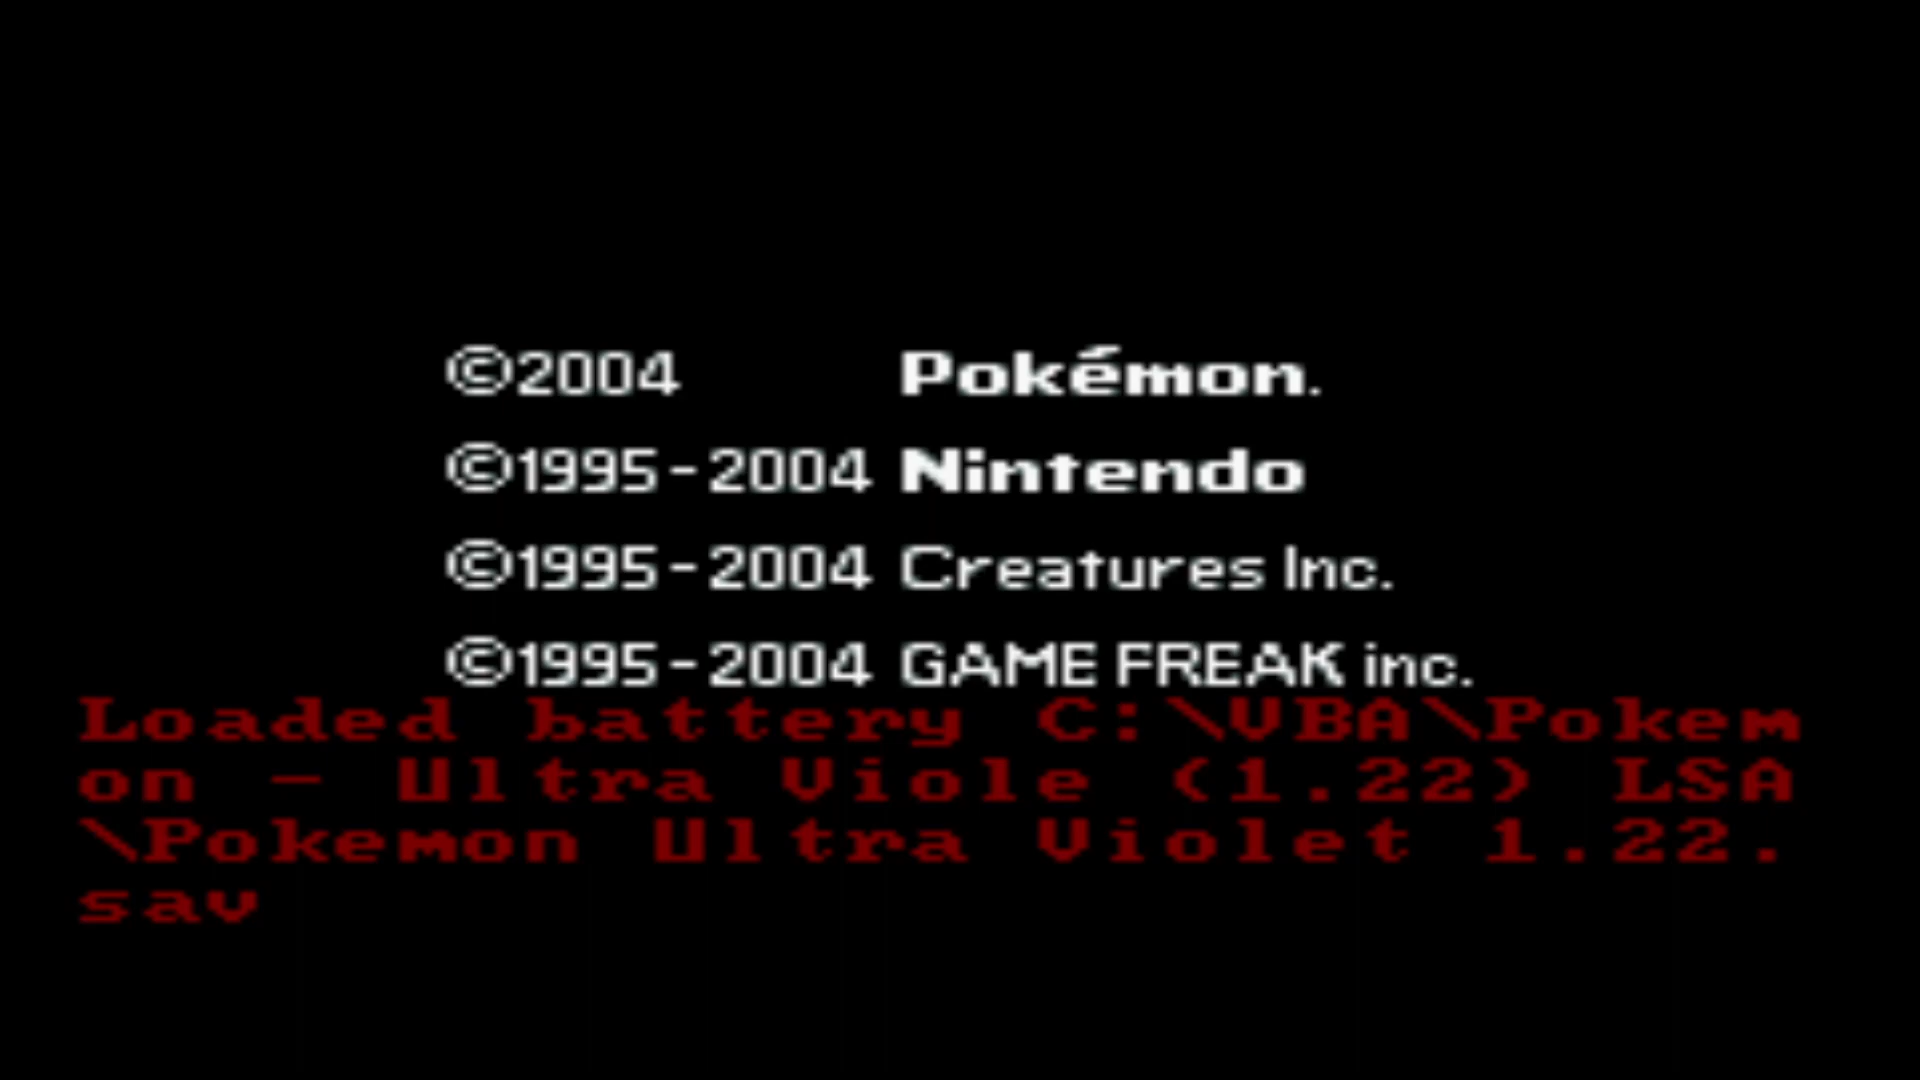 ©2004 Pokémon.
©1995-2004 Nintendo
©1995-2004 Creatures Inc.
©1995-2004 GAME FREAK inc.
Loaded battery C:\VBA\Pokem
on - Ultra Viole (1.22) LSA
\Pokemon Ultra Violet 1.22.
sav